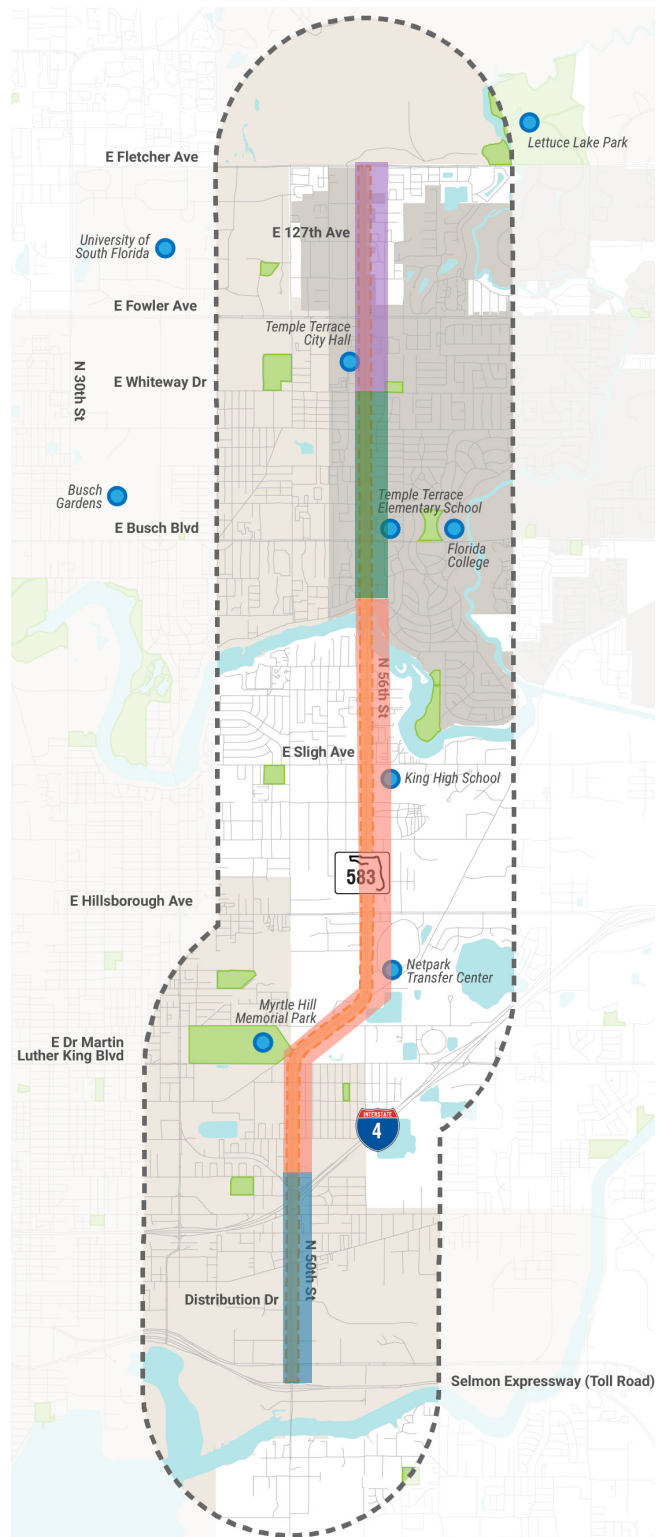 Lettuce Lake Park
E Fletcher Ave
E 127th Ave
University of
South Florida
E Fowler Ave
Temple Terrace
City Hall
N 30th St
E Whiteway Dr
Busch
Gardens
Temple Terrace
Elementary School
E Busch Blvd
Florida
College
N 56th St
E Sligh Ave
King High School
583
E Hillsborough Ave
Netpark
Transfer Center
Myrtle Hill
Memorial Park
E Dr Martin
Luther King Blvd
INTERSTATE
4
N 50th St
Distribution Dr
Selmon Expressway (Toll Road)